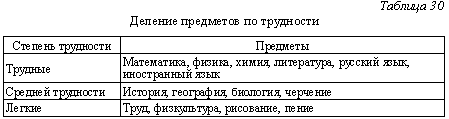 Таблица 30
Деление предметов по трудности
Степень трудности Предметы
Трудные Математика, физика, химия, литература, русский язык,
иностранный язык
Средней трудности История, география, биология, черчение
Легкие Труд, физкультура, рисование, пение